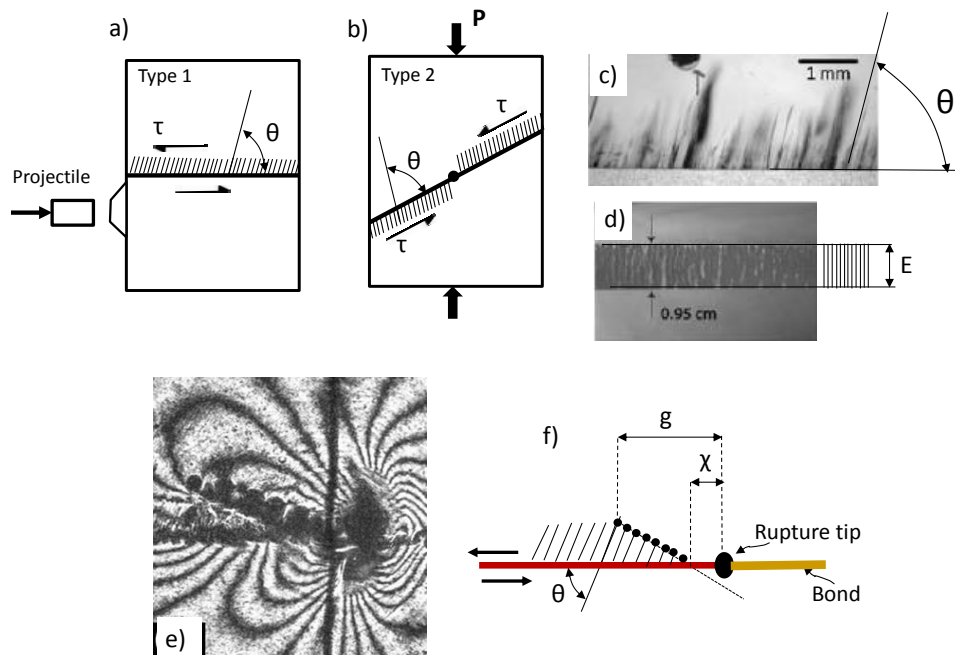 a)
Type 1
τ
θ
Projectile
b)
P
Type 2
τ
θ
τ
c)
1 mm
θ
d)
E
0.95 cm
e)
f)
g
χ
Rupture tip
θ
Bond